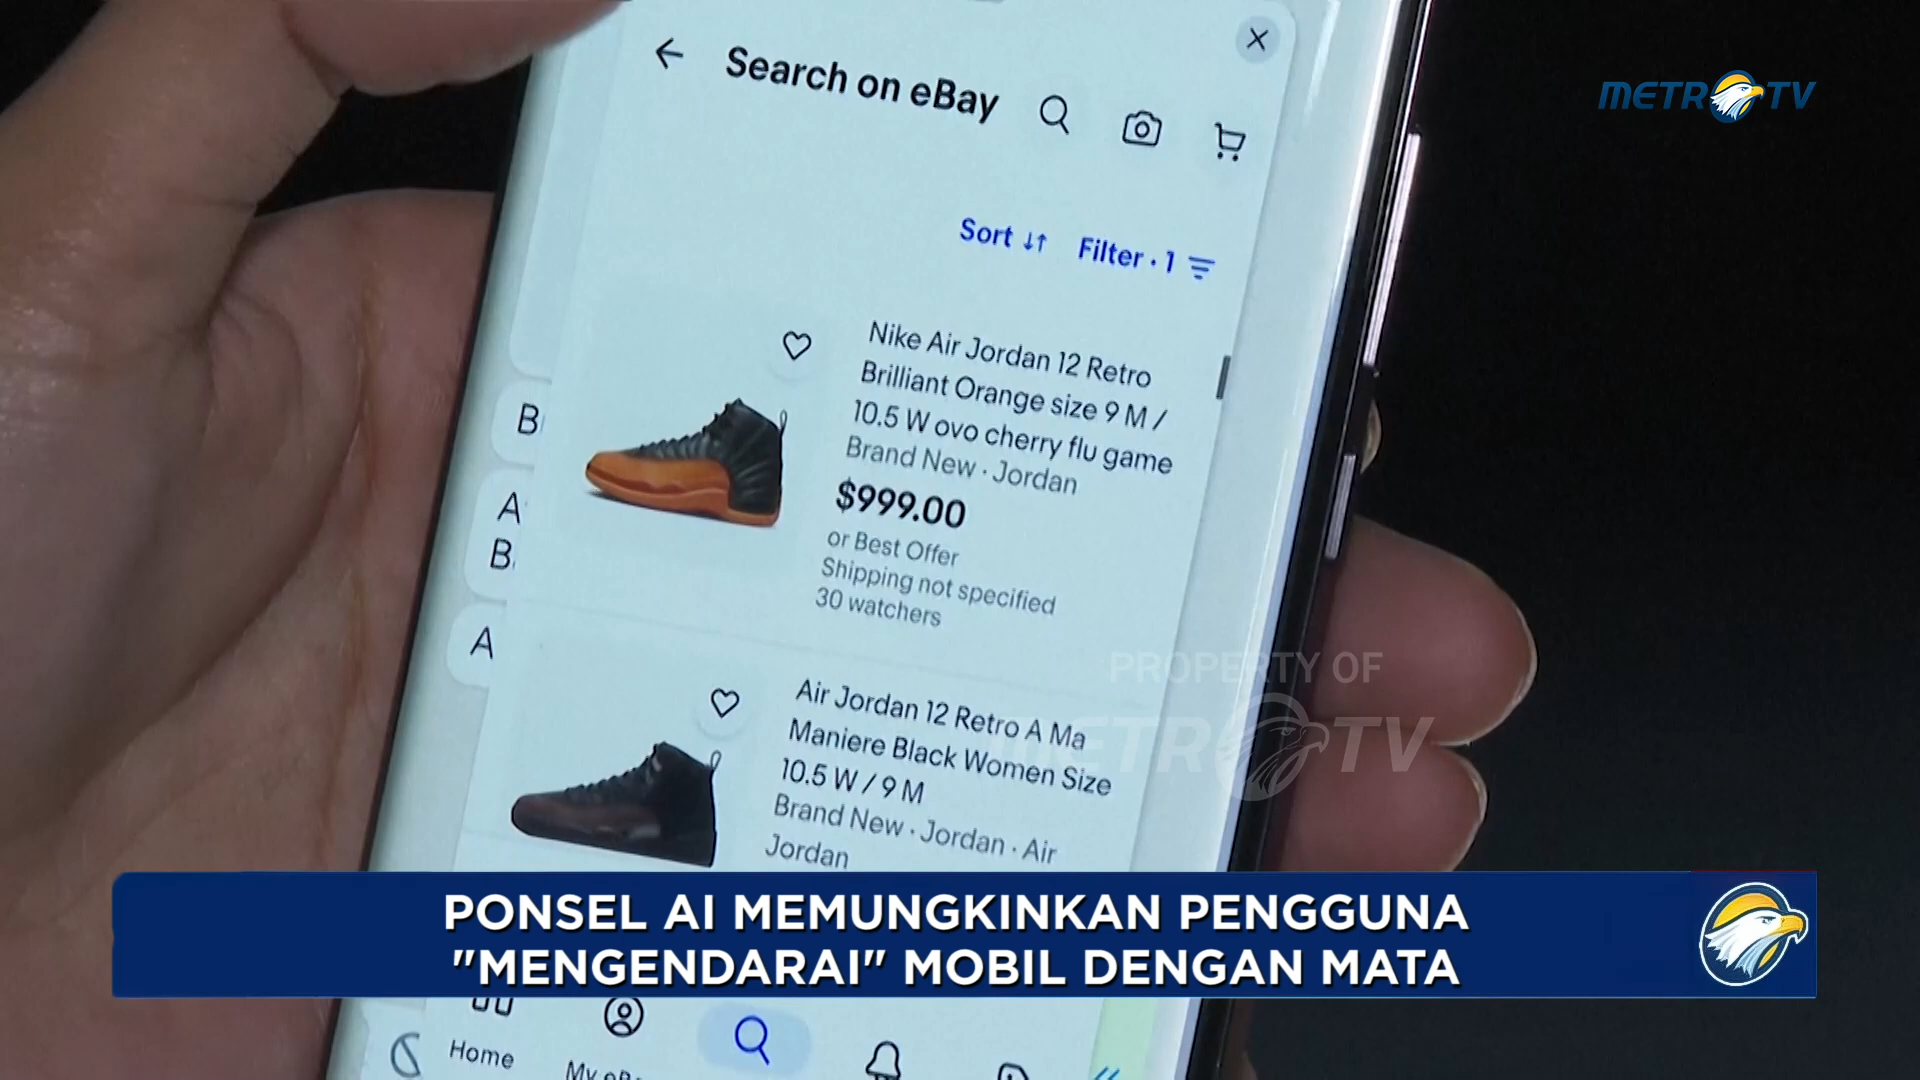 Search on eBay
METRO TV
Sort
Filter · 1
Nike Air Jordan 12 Retro
Brilliant Orange size 9 M /
10.5 W ovo cherry flu game
Brand New · Jordan
$999.00
or Best Offer
Shipping not specified
30 watchers
B
A
B
A
PROPERTY OF
METRO TV
Air Jordan 12 Retro A Ma
Maniere Black Women Size
10.5 W / 9 M
Brand New · Jordan · Air
Jordan
PONSEL AI MEMUNGKINKAN PENGGUNA
"MENGENDARAI" MOBIL DENGAN MATA
Home
My